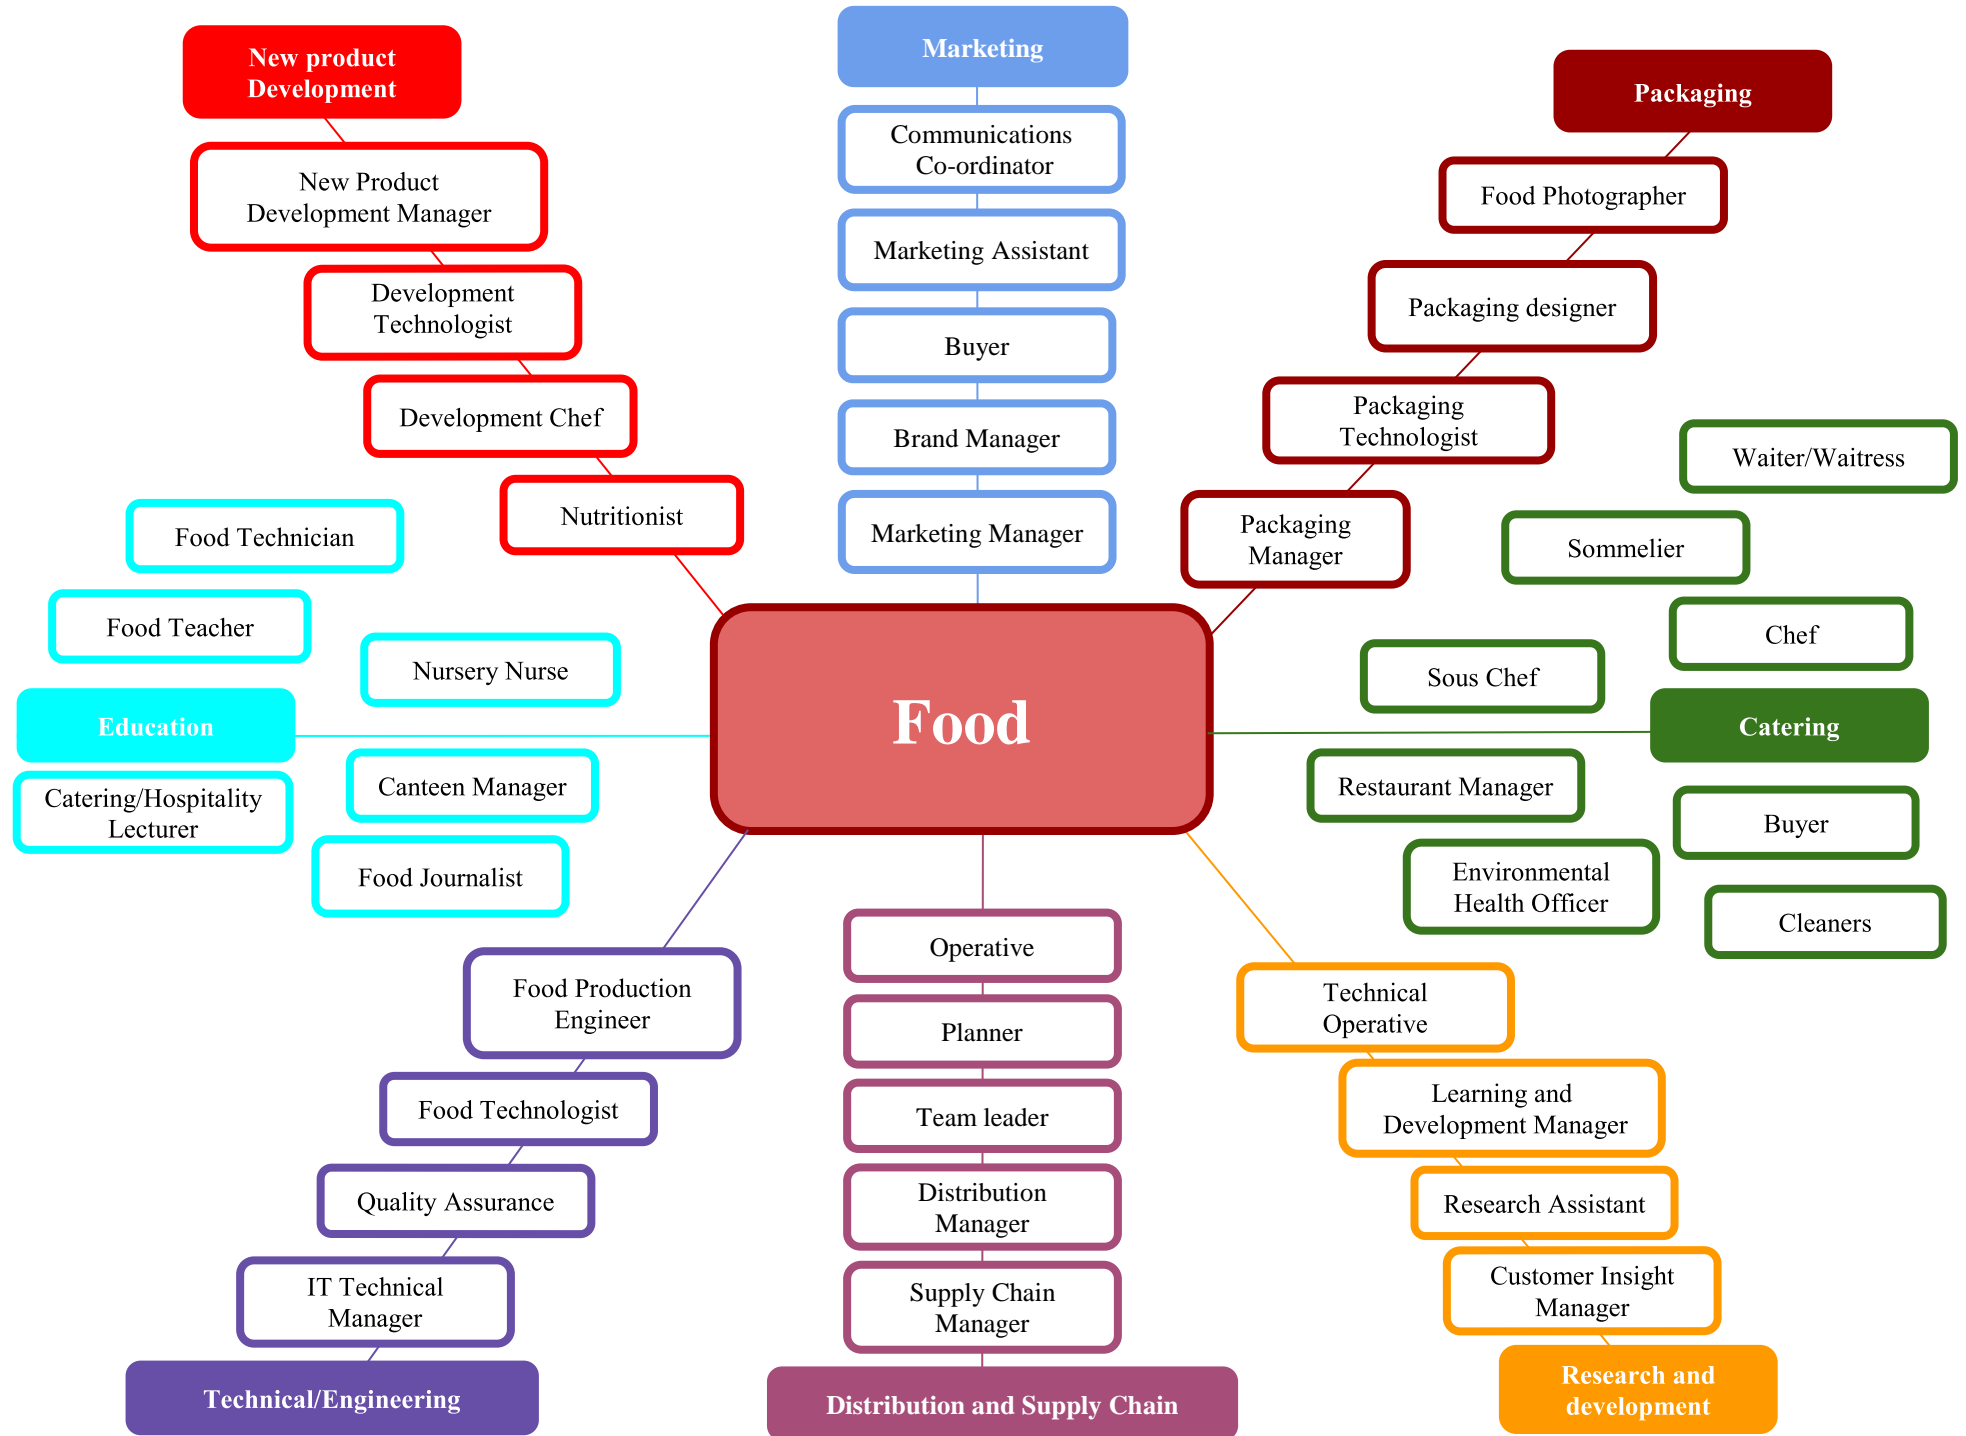 New product
Development
New Product
Development Manager
Development
Technologist
Development Chef
Nutritionist
Marketing
Communications
Co-ordinator
Marketing Assistant
Buyer
Brand Manager
Marketing Manager
Packaging
Food Photographer
Packaging designer
Packaging
Technologist
Packaging
Manager
Food Technician
Food Teacher
Nursery Nurse
Education
Catering/Hospitality
Lecturer
Canteen Manager
Food Journalist
Food
Waiter/Waitress
Sommelier
Chef
Sous Chef
Catering
Restaurant Manager
Buyer
Environmental
Health Officer
Cleaners
Food Production
Engineer
Food Technologist
Quality Assurance
IT Technical
Manager
Technical/Engineering
Operative
Planner
Team leader
Distribution
Manager
Supply Chain
Manager
Distribution and Supply Chain
Technical
Operative
Learning and
Development Manager
Research Assistant
Customer Insight
Manager
Research and
development